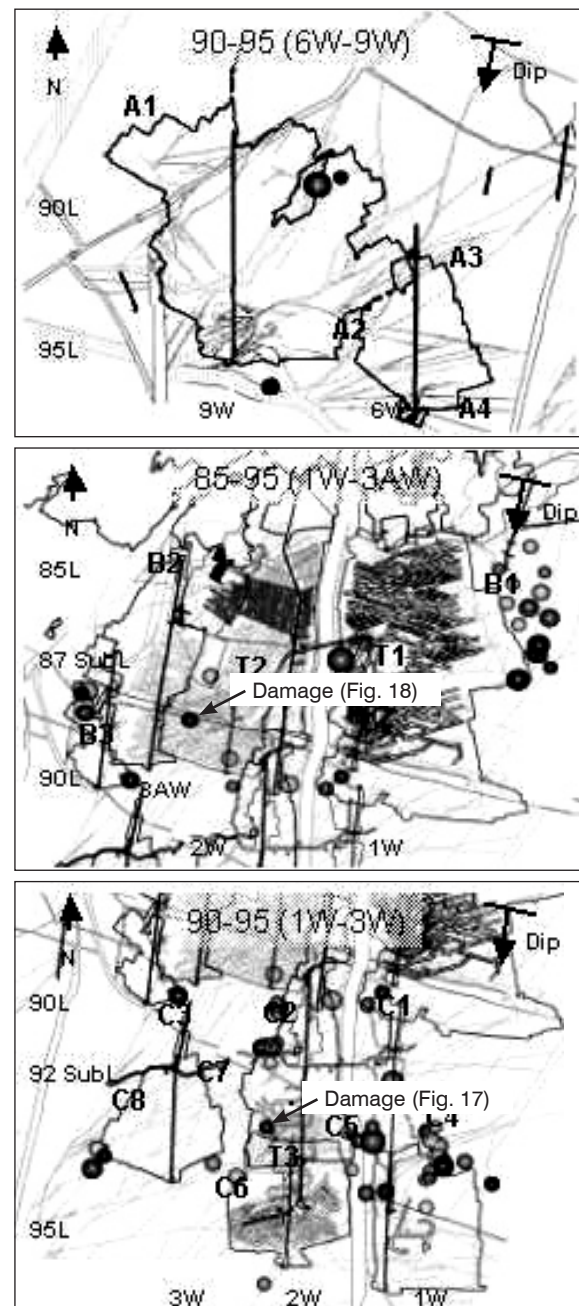 90-95 (6W-9W)
N
Dip
A1
90L
A3
95L
A2
9W
6W
A4
85-95 (1W-3AW)
N
Dip
85L
B2
B1
87 SubL
T2
T1
Damage (Fig. 18)
B3
90L
3AW
2W
1W
90-95 (1W-3W)
N
Dip
90L
C3
C2
C1
92 SubL
C7
C8
Damage (Fig. 17)
C5
C4
T3
C6
95L
3W
2W
1W